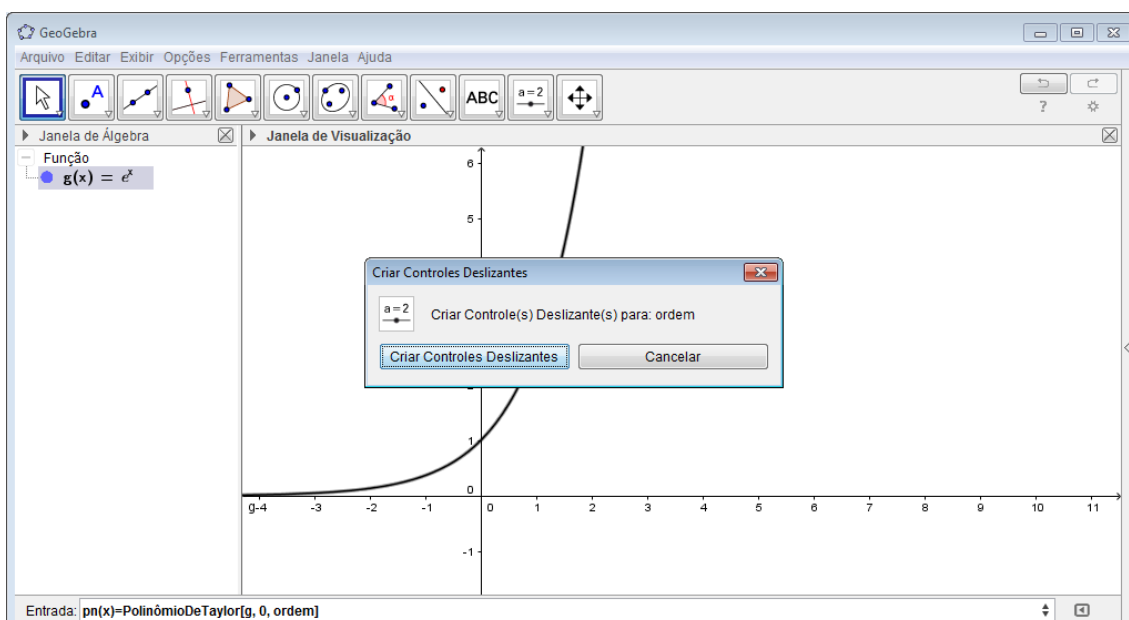 GeoGebra
Arquivo Editar Exibir Opções Ferramentas Janela Ajuda
A
α
ABC
a=2
?
Janela de Álgebra
Janela de Visualização
Função
g(x) = eˣ
6
5
Criar Controles Deslizantes
a=2
Criar Controle(s) Deslizante(s) para: ordem
Criar Controles Deslizantes
Cancelar
1
0
g-4 -3 -2 -1 0 1 2 3 4 5 6 7 8 9 10 11
-1
Entrada: pn(x)=PolinômioDeTaylor[g, 0, ordem]